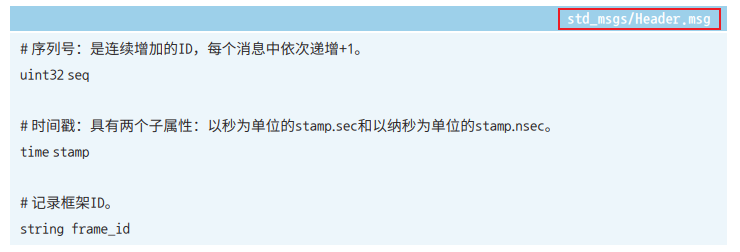 std_msgs/Header.msg
# 序列号：是连续增加的ID，每个消息中依次递增+1。
uint32 seq
# 时间戳：具有两个子属性：以秒为单位的stamp.sec和以纳秒为单位的stamp.nsec。
time stamp
# 记录框架ID。
string frame_id